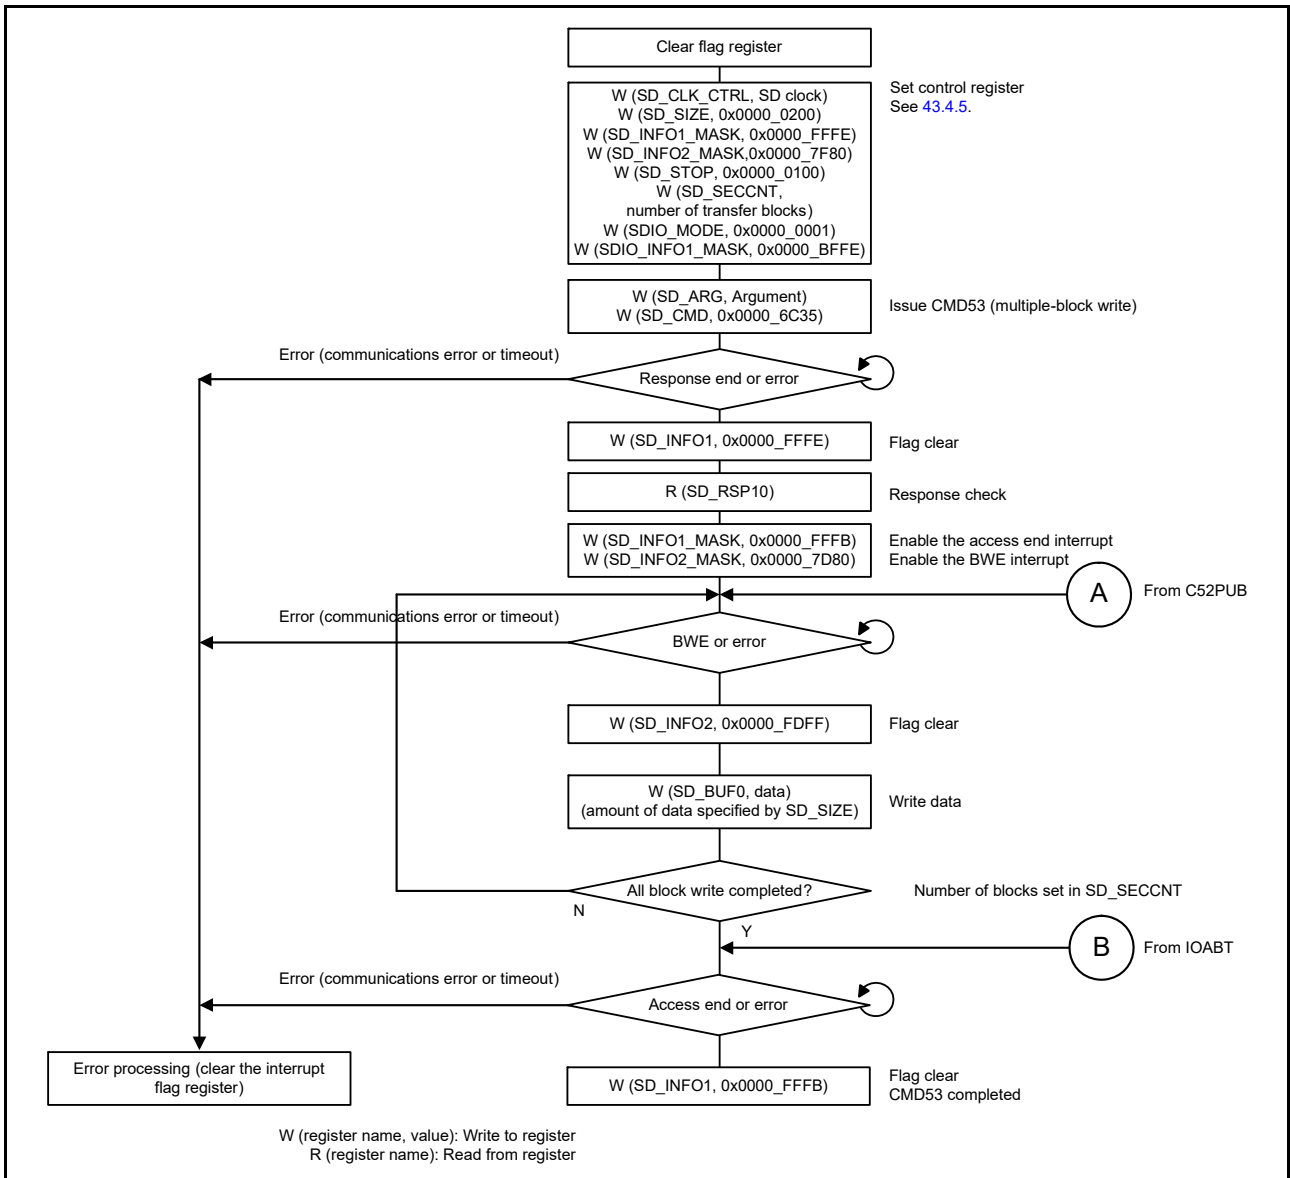 Clear flag register
W (SD_CLK_CTRL, SD clock)
W (SD_SIZE, 0x0000_0200)
W (SD_INFO1_MASK, 0x0000_FFFE)
W (SD_INFO2_MASK,0x0000_7F80)
W (SD_STOP, 0x0000_0100)
W (SD_SECCNT,
number of transfer blocks)
W (SDIO_MODE, 0x0000_0001)
W (SDIO_INFO1_MASK, 0x0000_BFFE)
Set control register
See 43.4.5.
W (SD_ARG, Argument)
W (SD_CMD, 0x0000_6C35)
Issue CMD53 (multiple-block write)
Error (communications error or timeout)
Response end or error
W (SD_INFO1, 0x0000_FFFE)
Flag clear
R (SD_RSP10)
Response check
W (SD_INFO1_MASK, 0x0000_FFFB)
W (SD_INFO2_MASK, 0x0000_7D80)
Enable the access end interrupt
Enable the BWE interrupt
A
From C52PUB
Error (communications error or timeout)
BWE or error
W (SD_INFO2, 0x0000_FDFF)
Flag clear
W (SD_BUF0, data)
(amount of data specified by SD_SIZE)
Write data
All block write completed?
Number of blocks set in SD_SECCNT
N
Y
B
From IOABT
Error (communications error or timeout)
Access end or error
Error processing (clear the interrupt
flag register)
W (SD_INFO1, 0x0000_FFFB)
Flag clear
CMD53 completed
W (register name, value): Write to register
R (register name): Read from register